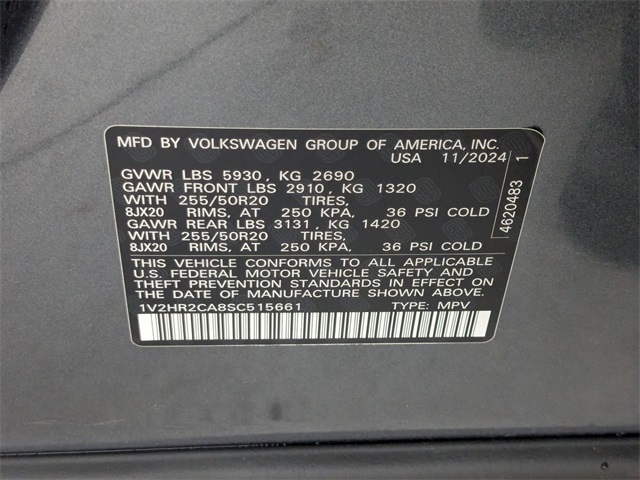 MFD BY VOLKSWAGEN GROUP OF AMERICA, INC.
USA 11/2024
GVWR LBS 5930, KG 2690
GAWR FRONT LBS 2910, KG 1320
WITH 255/50R20 TIRES,
8JX20 RIMS, AT 250 KPA, 36 PSI COLD
GAWR REAR LBS 3131, KG 1420
WITH 255/50R20 TIRES,
8JX20 RIMS, AT 250 KPA, 36 PSI COLD
THIS VEHICLE CONFORMS TO ALL APPLICABLE
U.S. FEDERAL MOTOR VEHICLE SAFETY AND
THEFT PREVENTION STANDARDS IN EFFECT ON
THE DATE OF MANUFACTURE SHOWN ABOVE.
1V2HR2CA8SC515661 TYPE: MPV
4620483 1